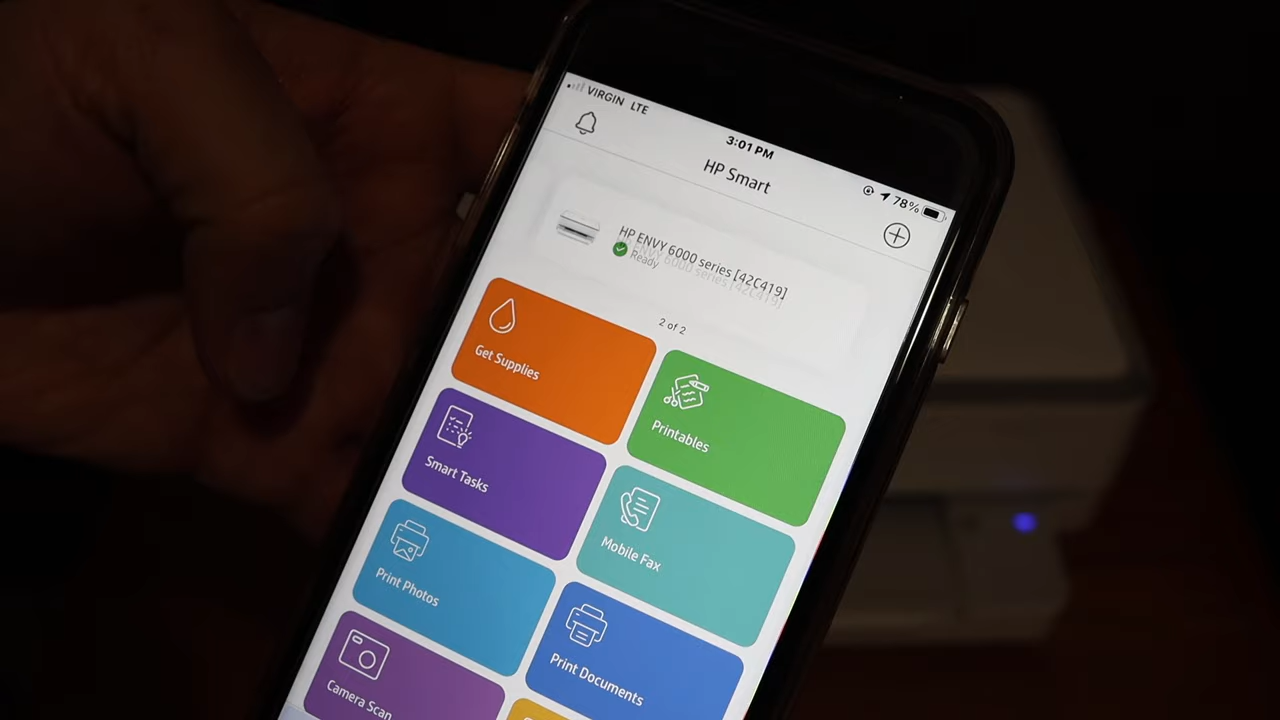 VIRGIN LTE
3:01 PM
78%
HP Smart
HP ENVY 6000 series [42C419]
Ready
2 of 2
Get Supplies
Printables
Smart Tasks
Mobile Fax
Print Photos
Print Documents
Camera Scan